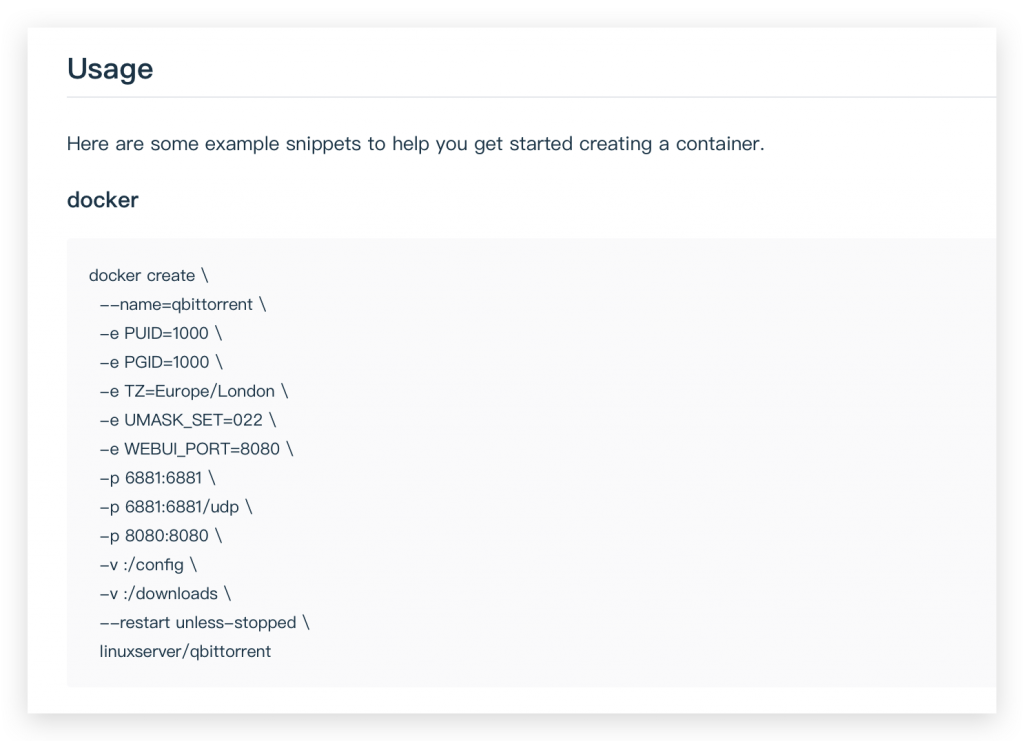 Usage
Here are some example snippets to help you get started creating a container.
docker
docker create \
--name=qbittorrent \
-e PUID=1000 \
-e PGID=1000 \
-e TZ=Europe/London \
-e UMASK_SET=022 \
-e WEBUI_PORT=8080 \
-p 6881:6881 \
-p 6881:6881/udp \
-p 8080:8080 \
-v :/config \
-v :/downloads \
--restart unless-stopped \
linuxserver/qbittorrent